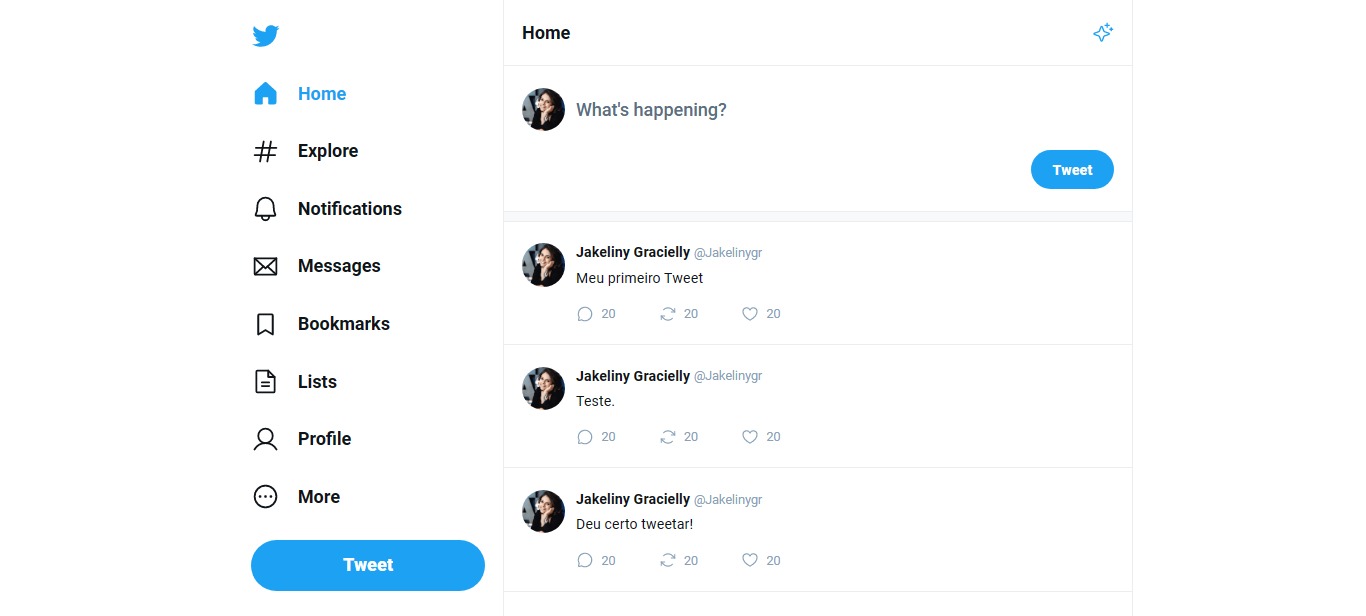 Home
Explore
Notifications
Messages
Bookmarks
Lists
Profile
More
Tweet
Home
What's happening?
Tweet
Jakeliny Gracielly @Jakelinygr
Meu primeiro Tweet
20 20 20
Jakeliny Gracielly @Jakelinygr
Teste.
20 20 20
Jakeliny Gracielly @Jakelinygr
Deu certo tweetar!
20 20 20